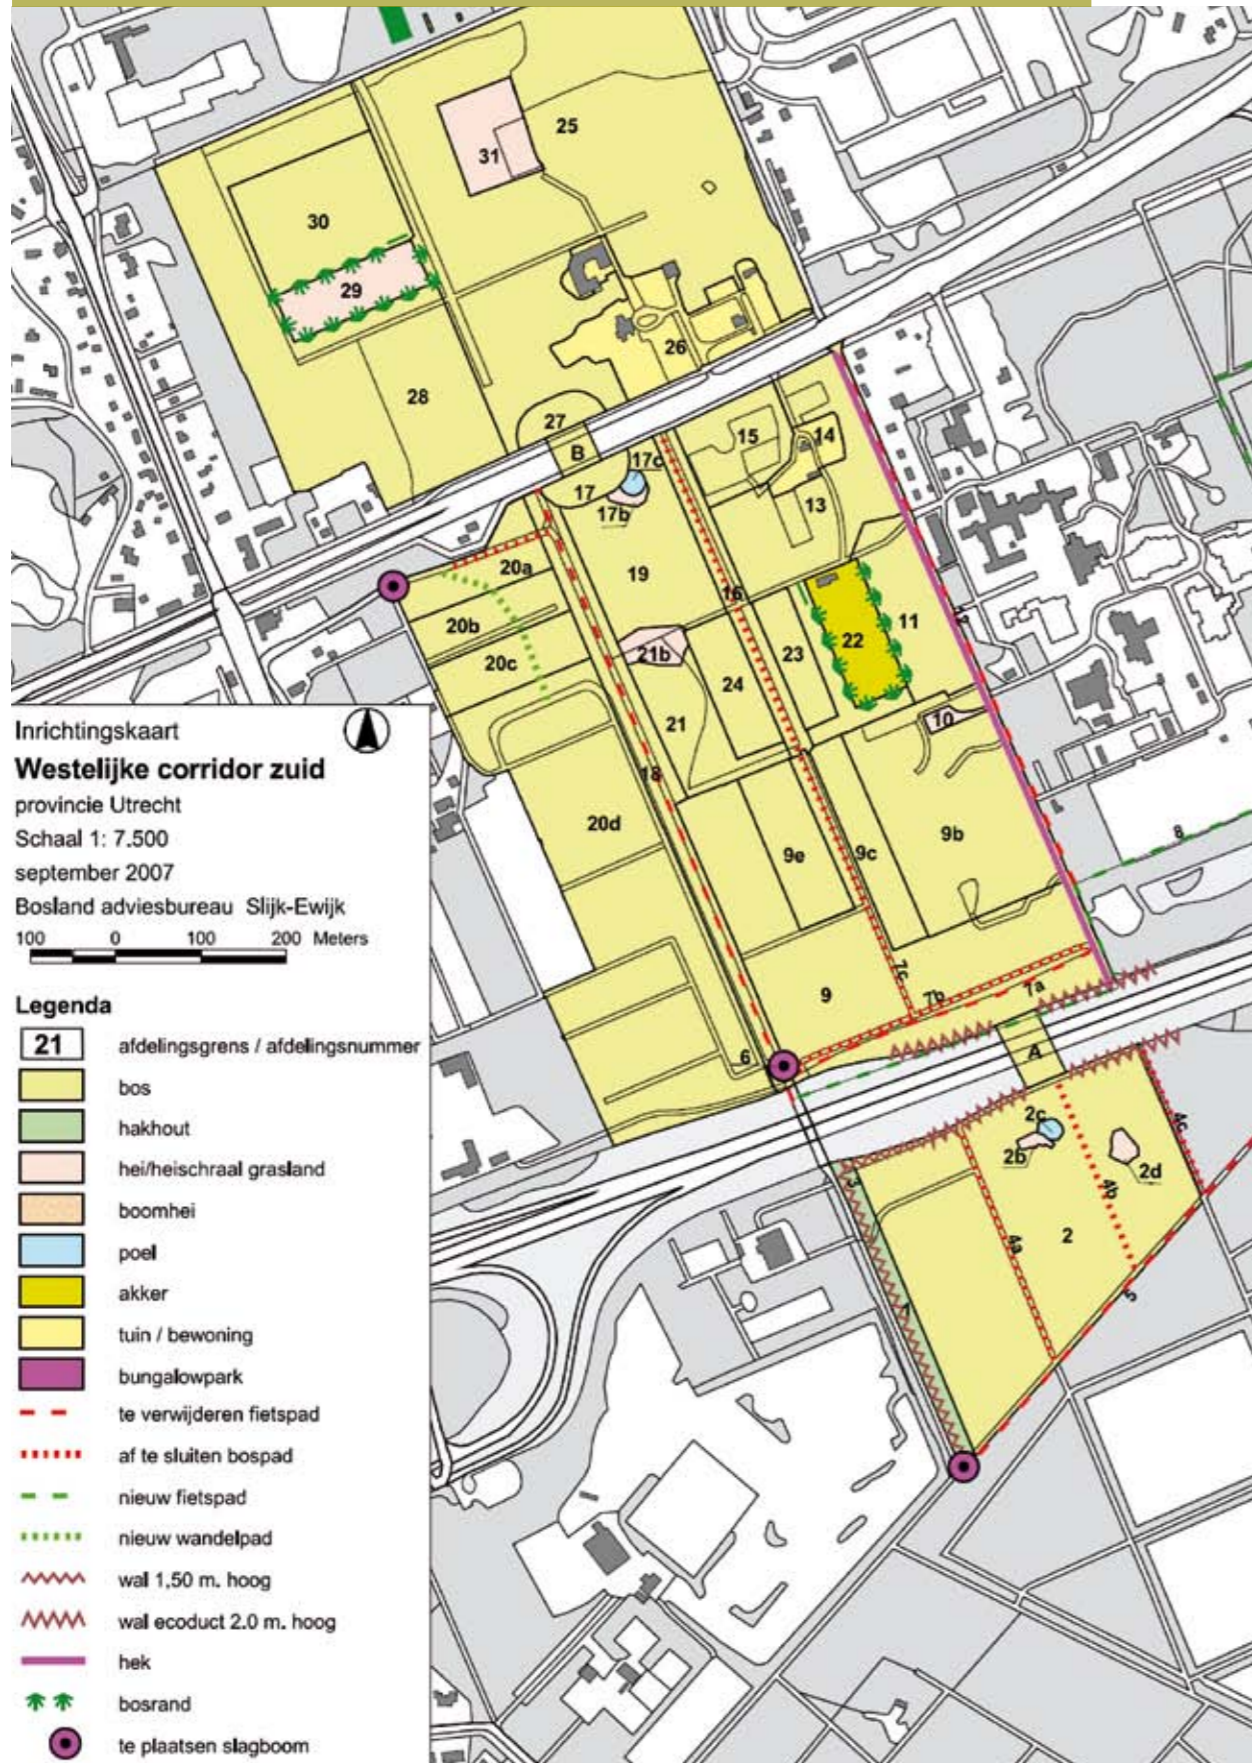 25
31
30
29
26
28
27
B
15
14
17c
17
17b
13
20a
19
16
12
11
20b
22
21b
23
20c
24
10
21
18
8
20d
9b
9e
9c
9
7c
7b
7a
6
A
2c
2b
2d
4c
3
4b
4a
2
5
Inrichtingskaart
Westelijke corridor zuid
provincie Utrecht
Schaal 1: 7.500
september 2007
Bosland adviesbureau Slijk-Ewijk
100 0 100 200 Meters
Legenda
21 afdelingsgrens / afdelingsnummer
bos
hakhout
hei/heischraal grasland
boomhei
poel
akker
tuin / bewoning
bungalowpark
te verwijderen fietspad
af te sluiten bospad
nieuw fietspad
nieuw wandelpad
wal 1,50 m. hoog
wal ecoduct 2.0 m. hoog
hek
bosrand
te plaatsen slagboom